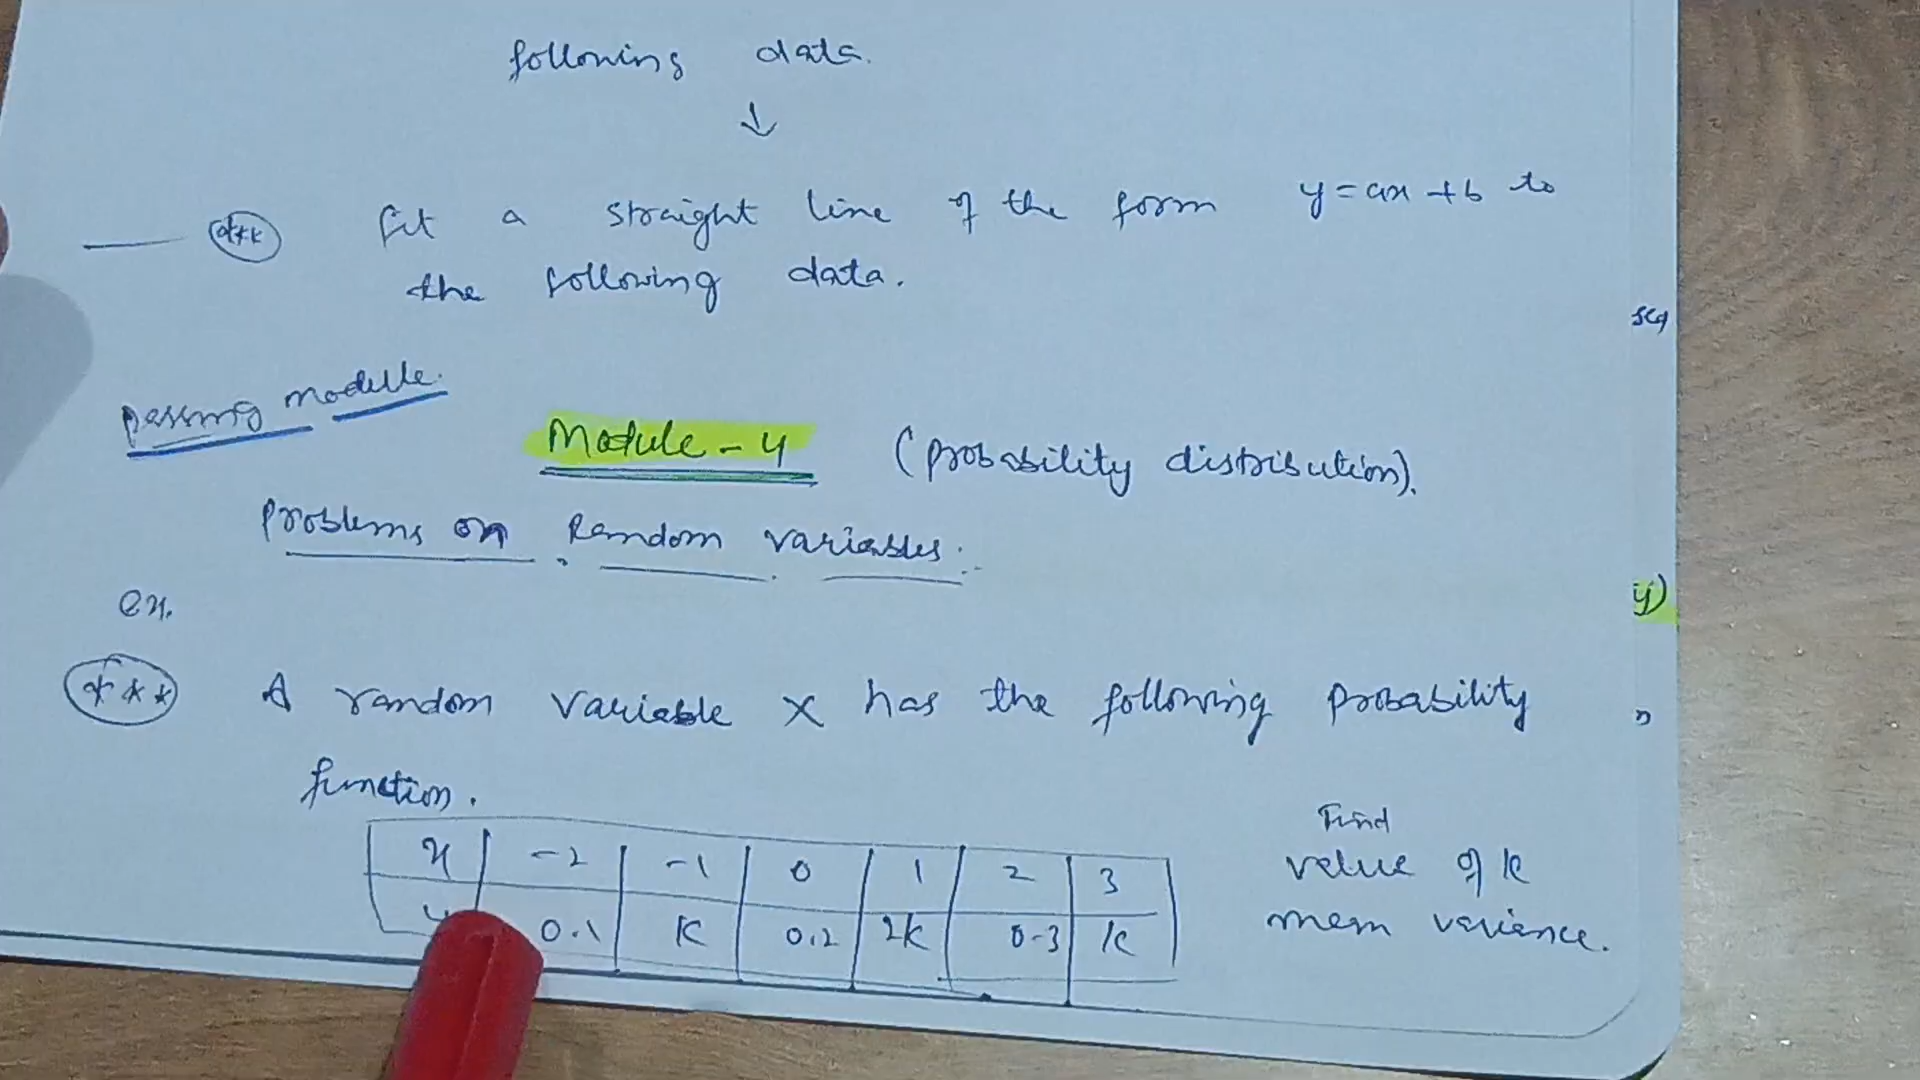 following data.
↓
*** fit a straight line of the form y = ax + b to
the following data.
passing module.
Module - 4 (probability distribution).
Problems on Random variables.
ex.
*** A random variable X has the following probability
function.
x | -2 | -1 | 0 | 1 | 2 | 3
0.1 | K | 0.2 | 2K | 0.3 | K
Find
value of K
mean variance.
4)